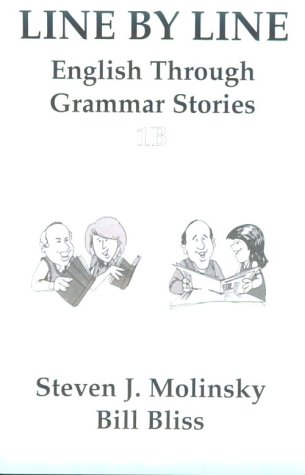 LINE BY LINE
English Through
Grammar Stories
1B
Steven J. Molinsky
Bill Bliss